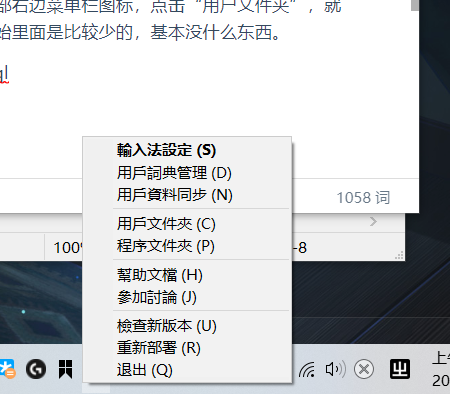 部右边菜单栏图标，点击“用户文件夹”，就
始里面是比较少的，基本没什么东西。
輸入法設定 (S)
用戶詞典管理 (D)
用戶資料同步 (N)
1058 词
用戶文件夾 (C)
程序文件夾 (P)
100%
-8
幫助文檔 (H)
參加討論 (J)
檢查新版本 (U)
重新部署 (R)
退出 (Q)
上午
20